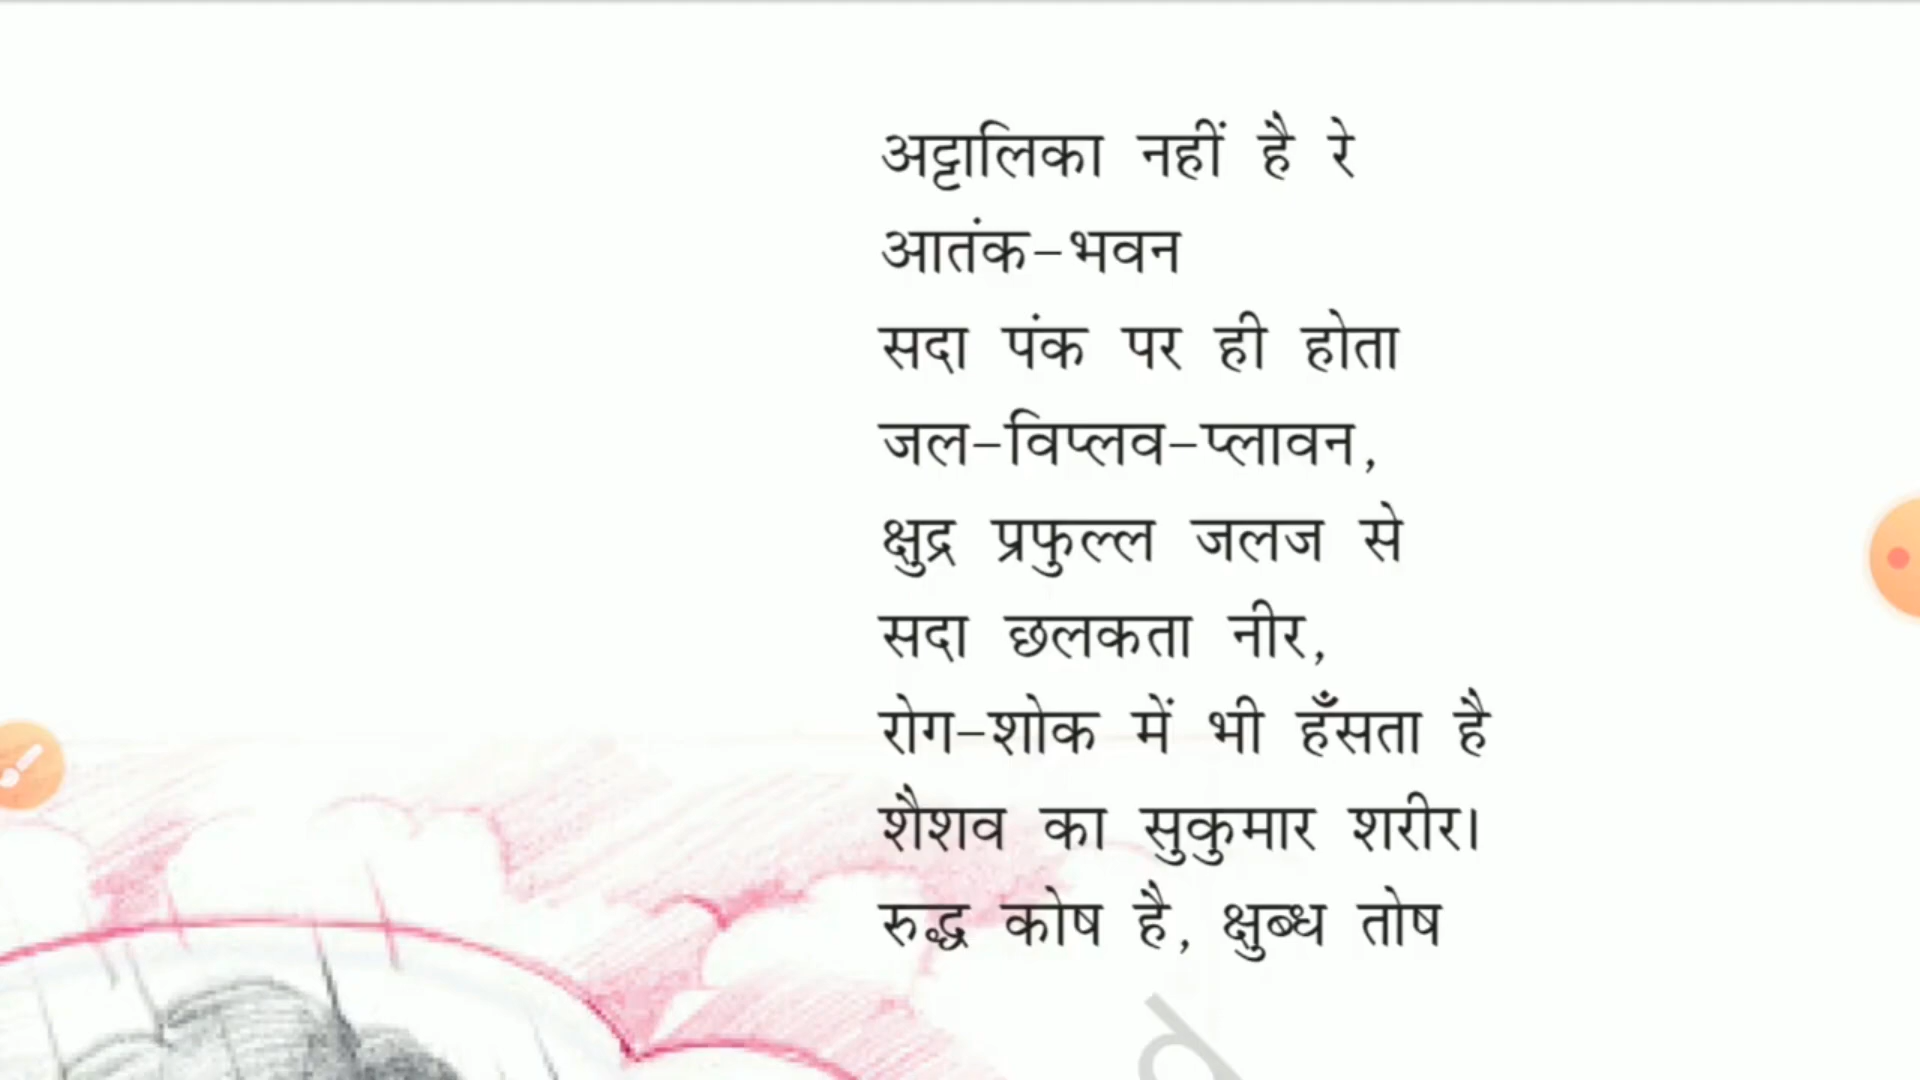 अट्टालिका नहीं है रे
आतंक-भवन
सदा पंक पर ही होता
जल-विप्लव-प्लावन,
क्षुद्र प्रफुल्ल जलज से
सदा छलकता नीर,
रोग-शोक में भी हँसता है
शैशव का सुकुमार शरीर।
रुद्ध कोष है, क्षुब्ध तोष